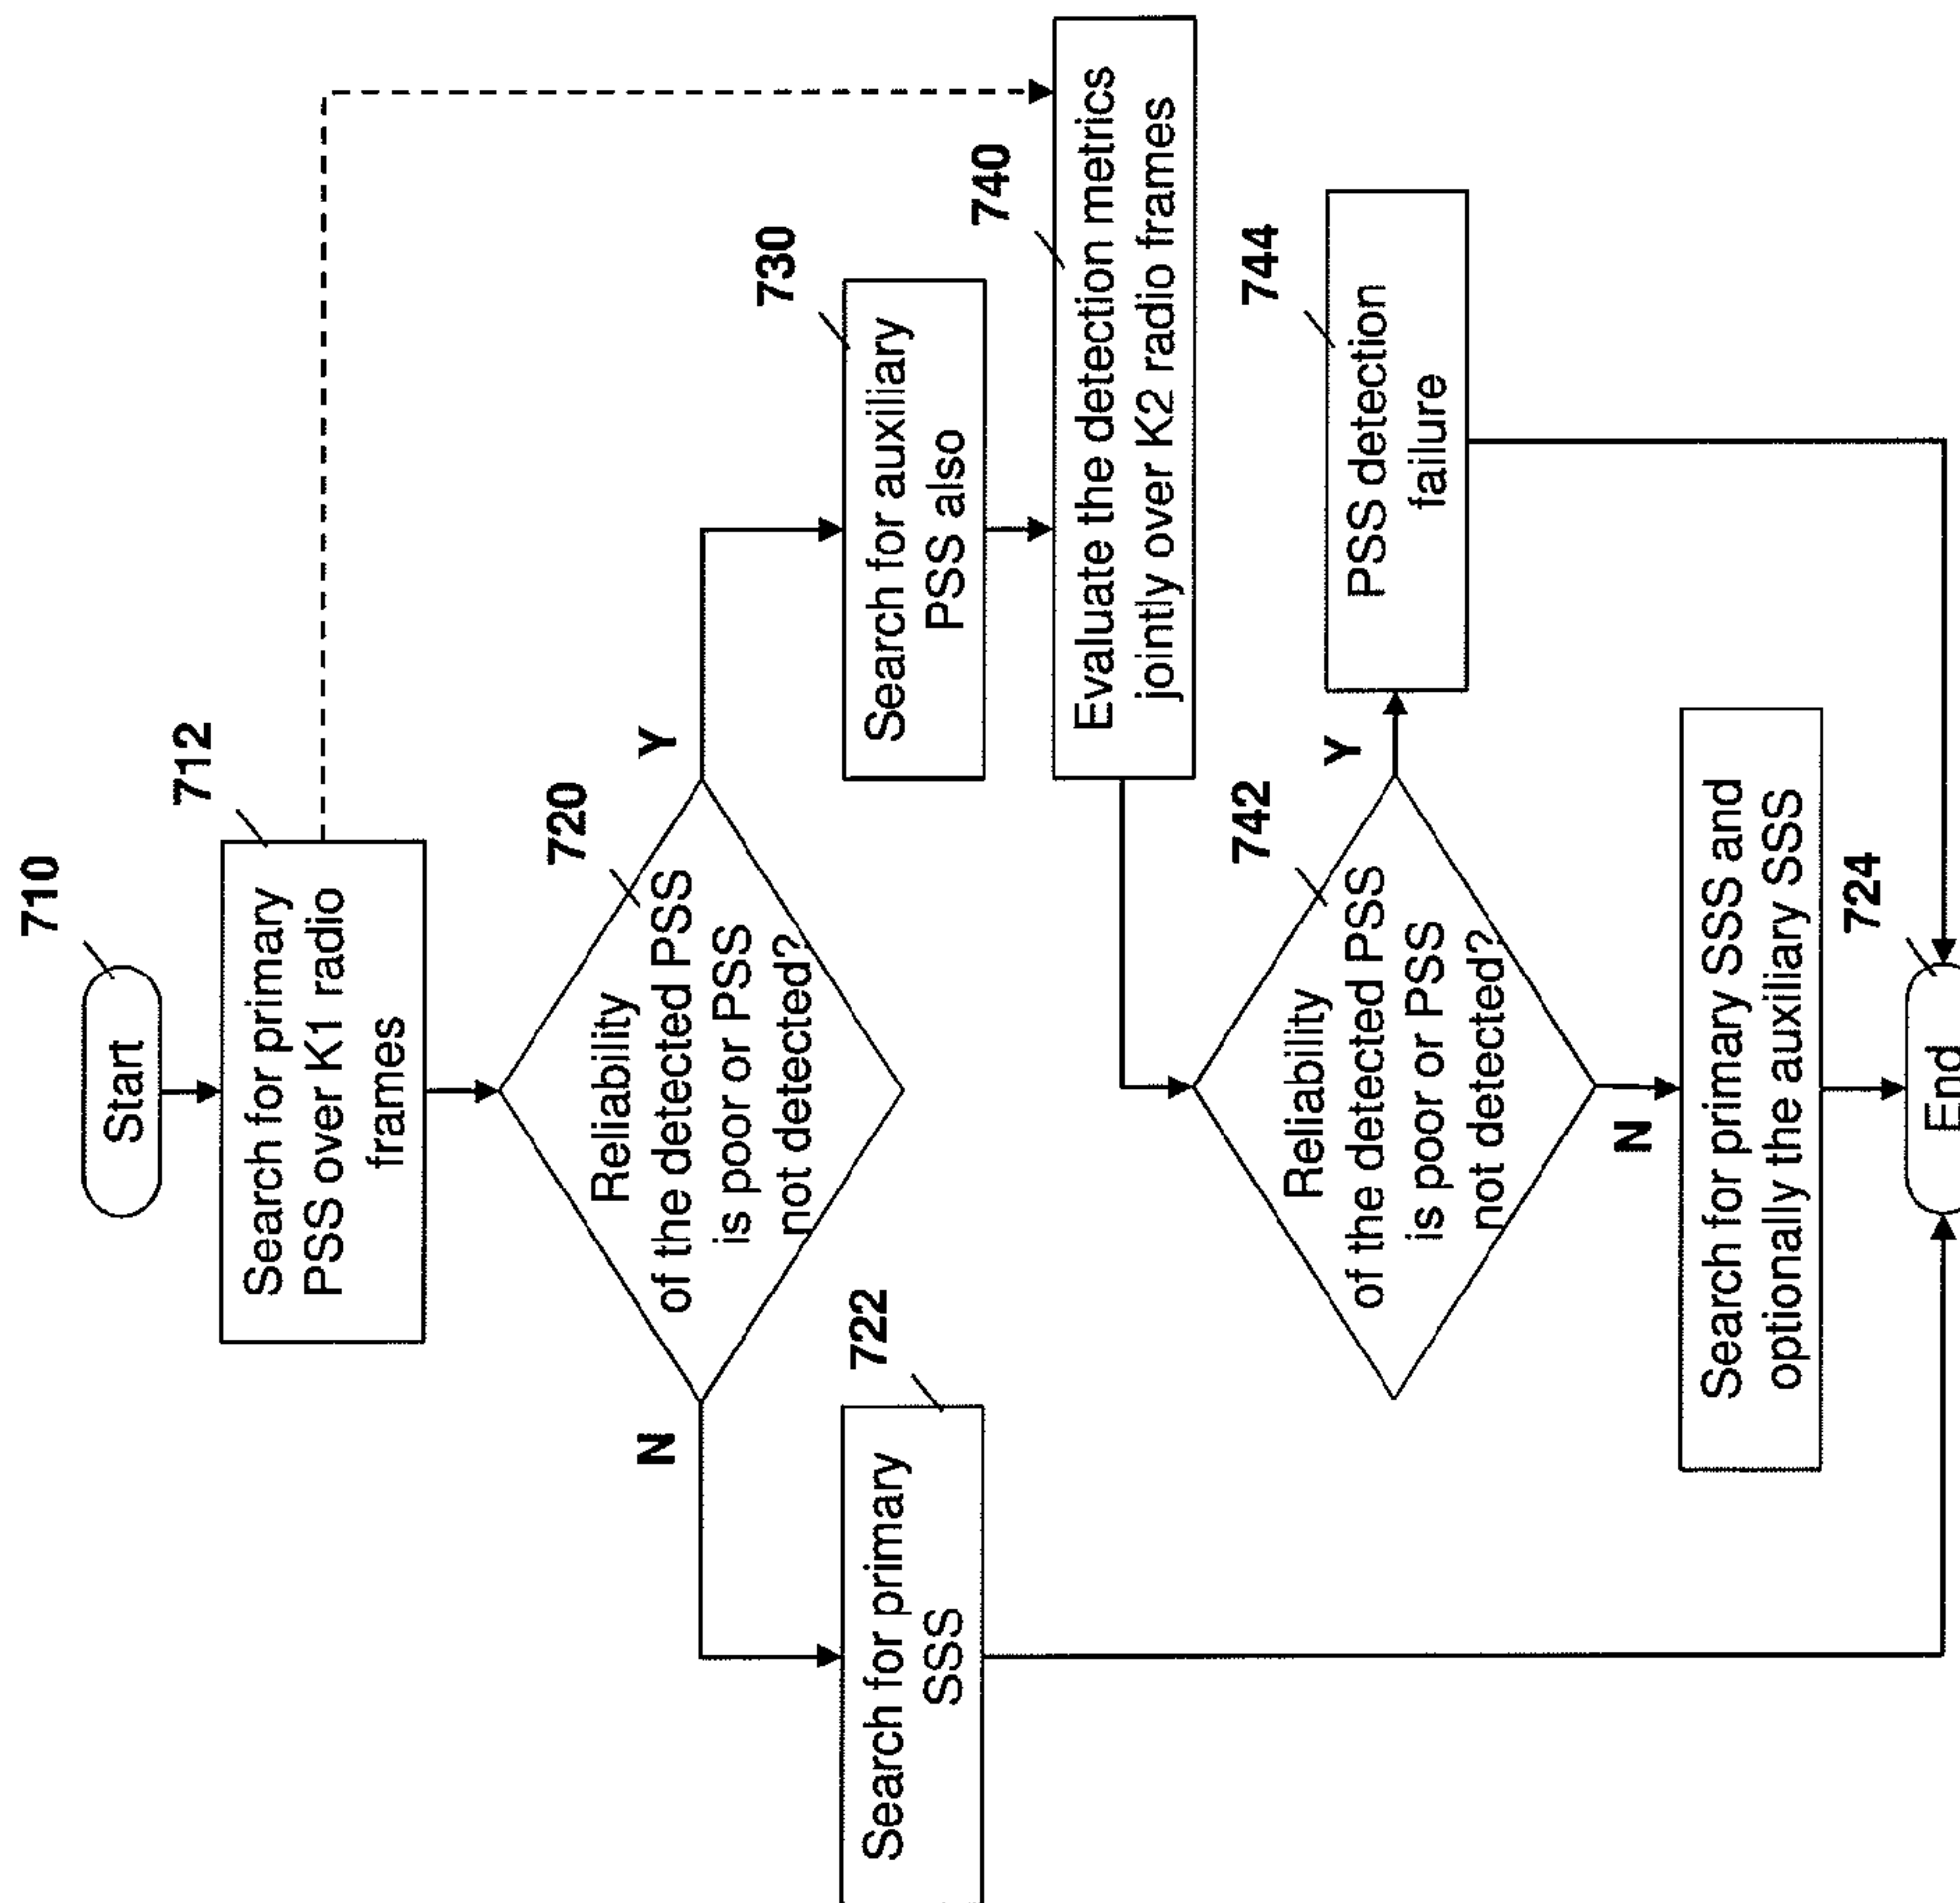 710
Start
712
Search for primary
PSS over K1 radio
frames
720
Reliability
of the detected PSS
is poor or PSS
not detected?
N
Y
722
Search for primary
SSS
730
Search for auxiliary
PSS also
740
Evaluate the detection metrics
jointly over K2 radio frames
742
Reliability
of the detected PSS
is poor or PSS
not detected?
Y
744
PSS detection
failure
N
Search for primary SSS and
optionally the auxiliary SSS
724
End